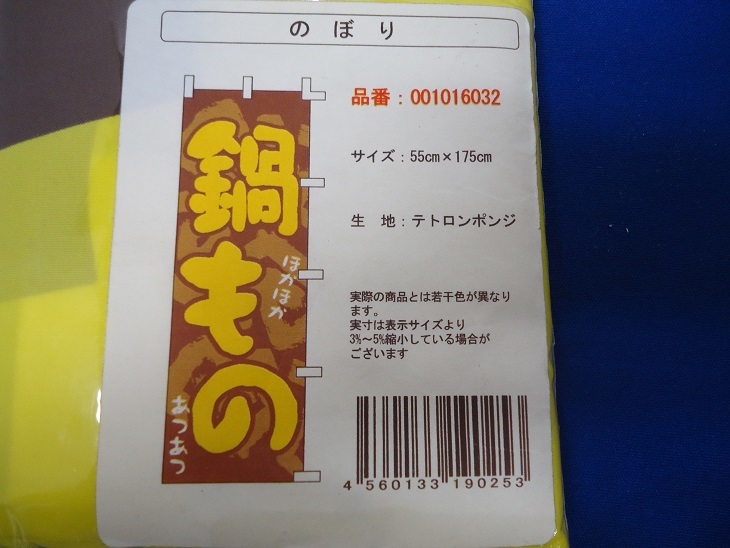 のぼり
品番：001016032
サイズ：55cm×175cm
生　地：テトロンポンジ
鍋もの
ほかほか
あつあつ
実際の商品とは若干色が異なり
ます。
実寸は表示サイズより
3%～5%縮小している場合が
ございます
4 560133 190253